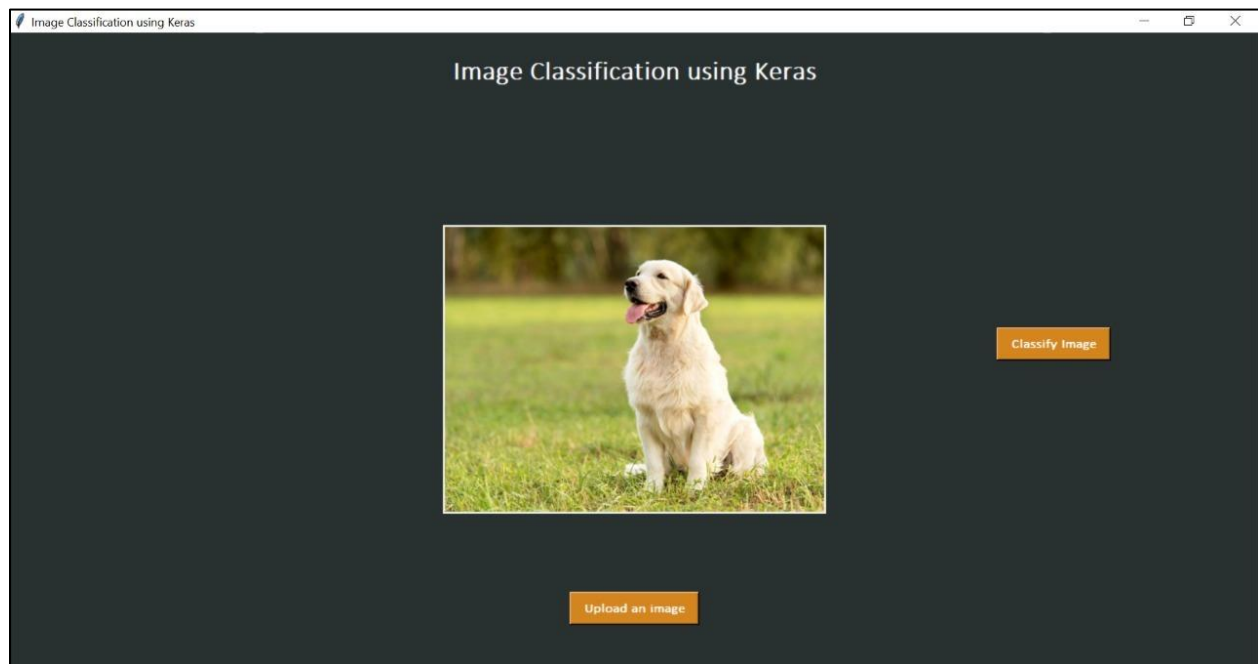 Image Classification using Keras
Image Classification using Keras
Classify Image
Upload an image